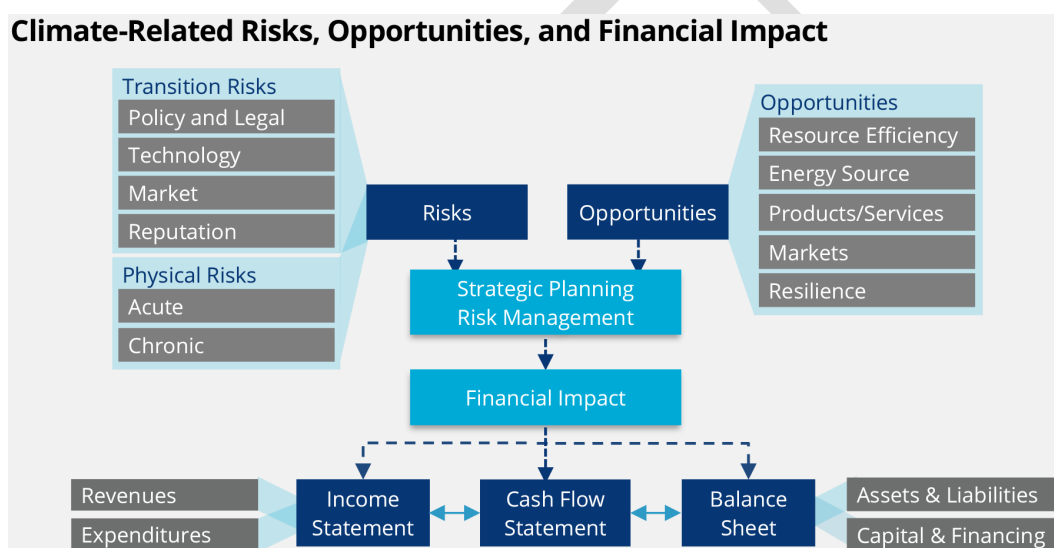 Climate-Related Risks, Opportunities, and Financial Impact
Transition Risks
Policy and Legal
Technology
Market
Reputation
Physical Risks
Acute
Chronic
Risks
Opportunities
Opportunities
Resource Efficiency
Energy Source
Products/Services
Markets
Resilience
Strategic Planning
Risk Management
Financial Impact
Revenues
Expenditures
Income
Statement
Cash Flow
Statement
Balance
Sheet
Assets & Liabilities
Capital & Financing